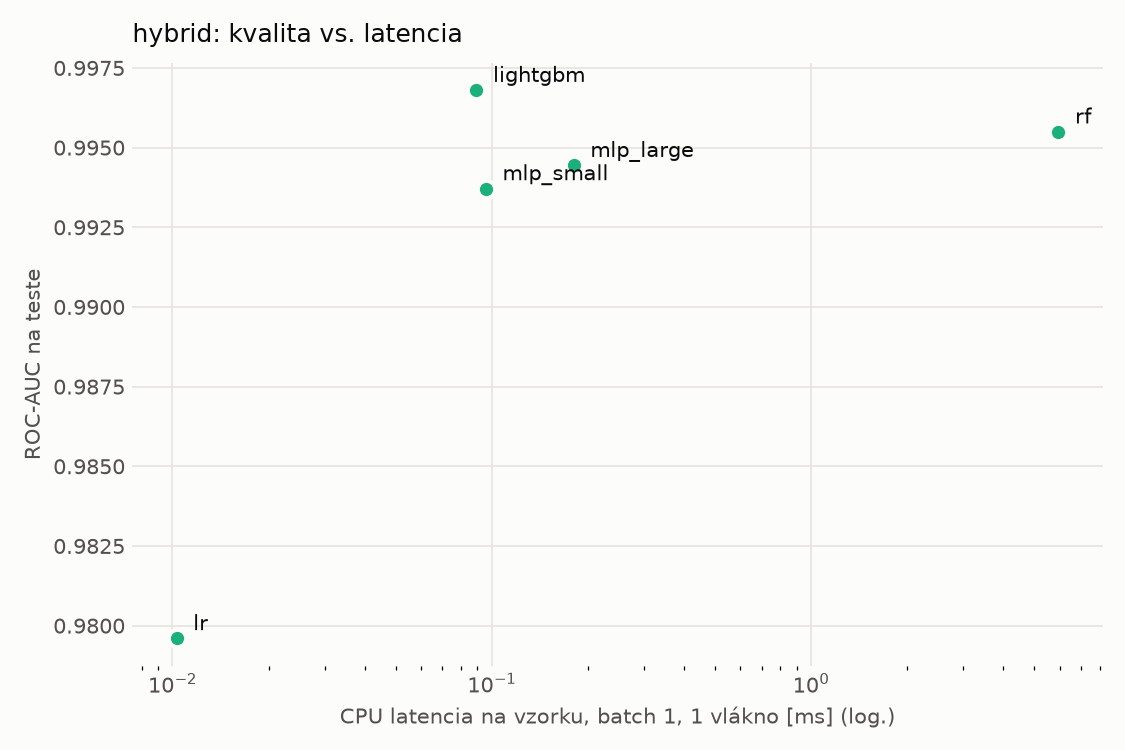 hybrid: kvalita vs. latencia
0.9975
0.9950
0.9925
0.9900
0.9875
0.9850
0.9825
0.9800
ROC-AUC na teste
lightgbm
rf
mlp_large
mlp_small
lr
10⁻²
10⁻¹
10⁰
CPU latencia na vzorku, batch 1, 1 vlákno [ms] (log.)